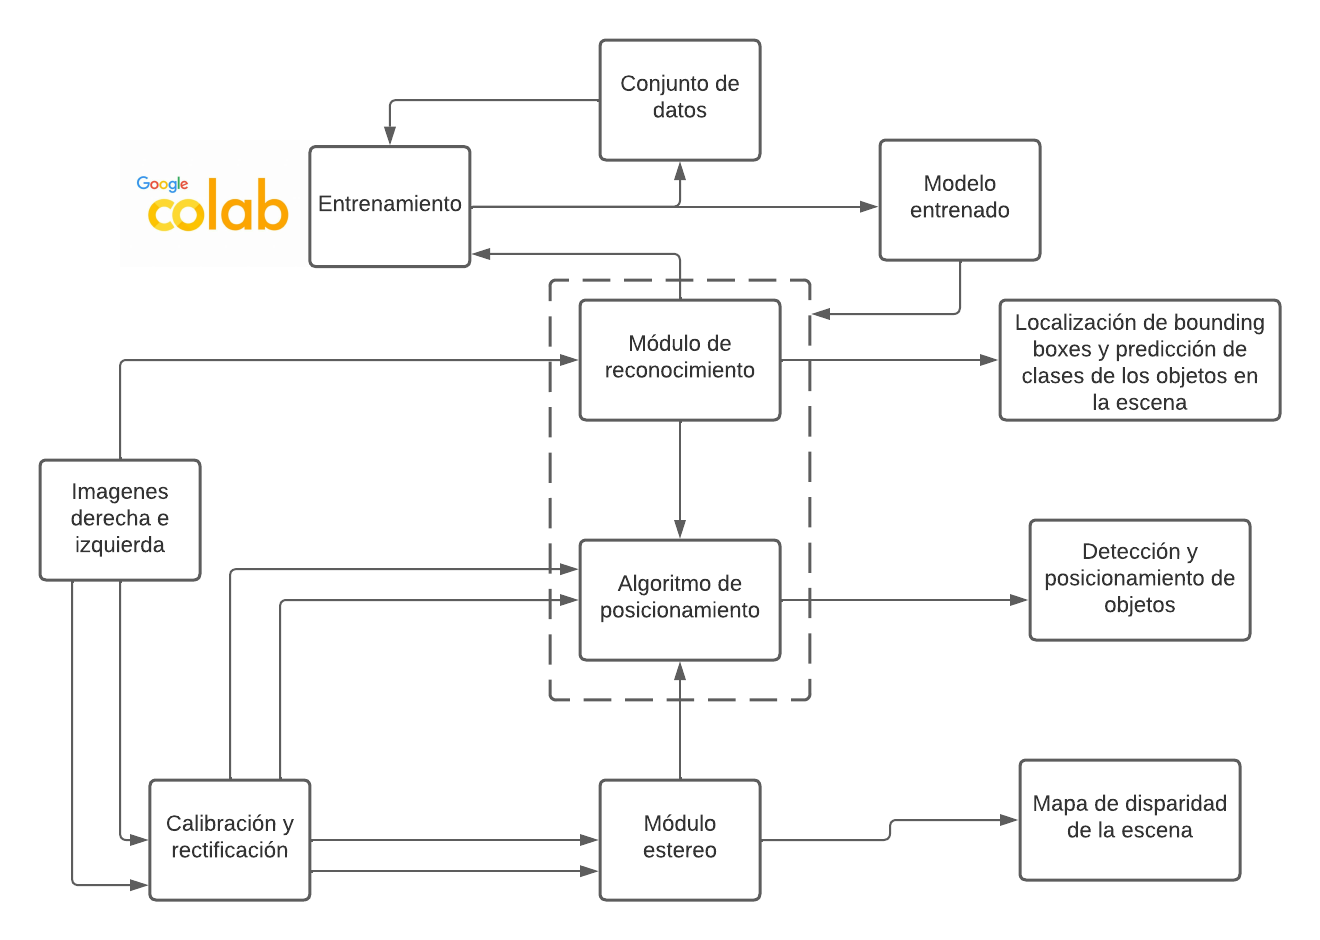 Conjunto de
datos
Google
colab
Entrenamiento
Modelo
entrenado
Módulo de
reconocimiento
Localización de bounding
boxes y predicción de
clases de los objetos en
la escena
Imagenes
derecha e
izquierda
Algoritmo de
posicionamiento
Detección y
posicionamiento de
objetos
Calibración y
rectificación
Módulo
estereo
Mapa de disparidad
de la escena